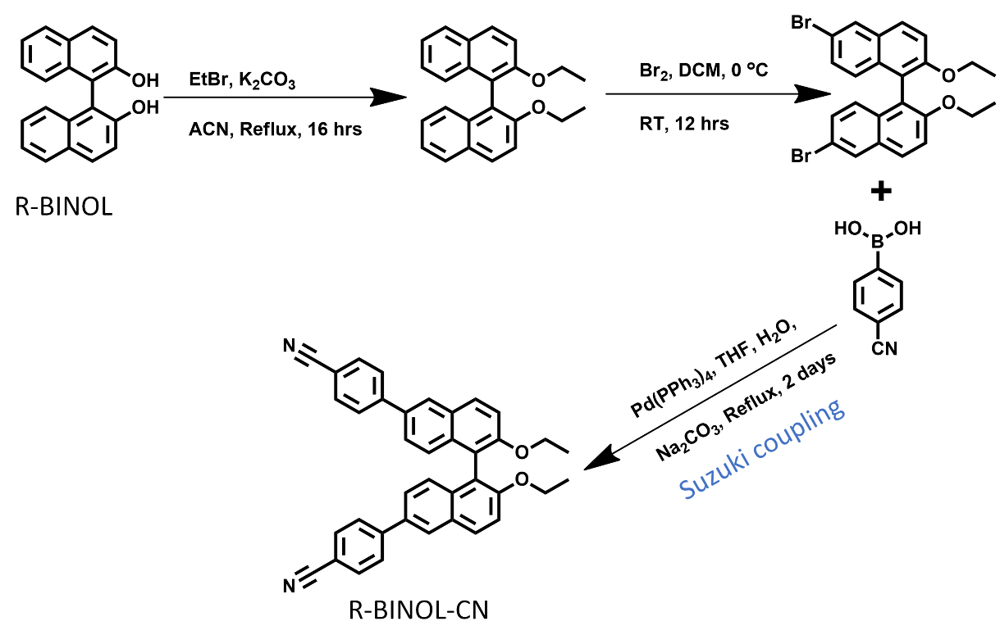 OH
OH
R-BINOL
EtBr, K₂CO₃
ACN, Reflux, 16 hrs
O
O
Br₂, DCM, 0 °C
RT, 12 hrs
Br
O
O
Br
+
HO B OH
CN
Pd(PPh₃)₄, THF, H₂O,
Na₂CO₃, Reflux, 2 days
Suzuki coupling
N
O
O
N
R-BINOL-CN